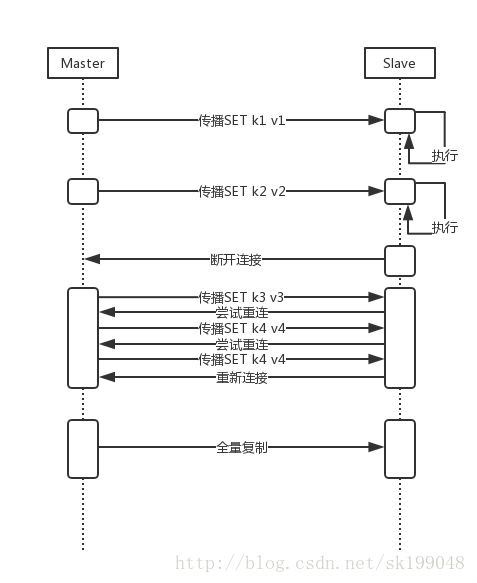 Master
Slave
传播SET k1 v1
执行
传播SET k2 v2
执行
断开连接
传播SET k3 v3
尝试重连
传播SET k4 v4
尝试重连
传播SET k4 v4
重新连接
全量复制
http://blog.csdn.net/sk199048